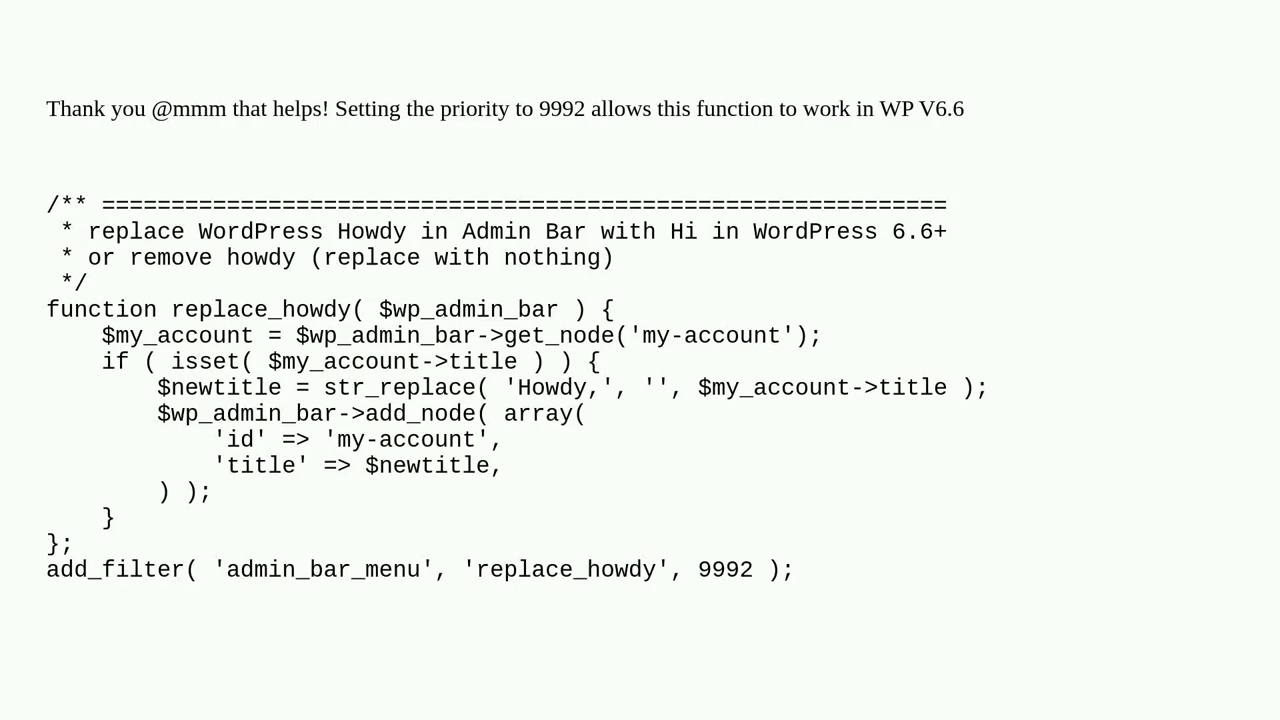 Thank you @mmm that helps! Setting the priority to 9992 allows this function to work in WP V6.6
/** =============================================================
 * replace WordPress Howdy in Admin Bar with Hi in WordPress 6.6+
 * or remove howdy (replace with nothing)
 */
function replace_howdy( $wp_admin_bar ) {
    $my_account = $wp_admin_bar->get_node('my-account');
    if ( isset( $my_account->title ) ) {
        $newtitle = str_replace( 'Howdy,', '', $my_account->title );
        $wp_admin_bar->add_node( array(
            'id' => 'my-account',
            'title' => $newtitle,
        ) );
    }
};
add_filter( 'admin_bar_menu', 'replace_howdy', 9992 );